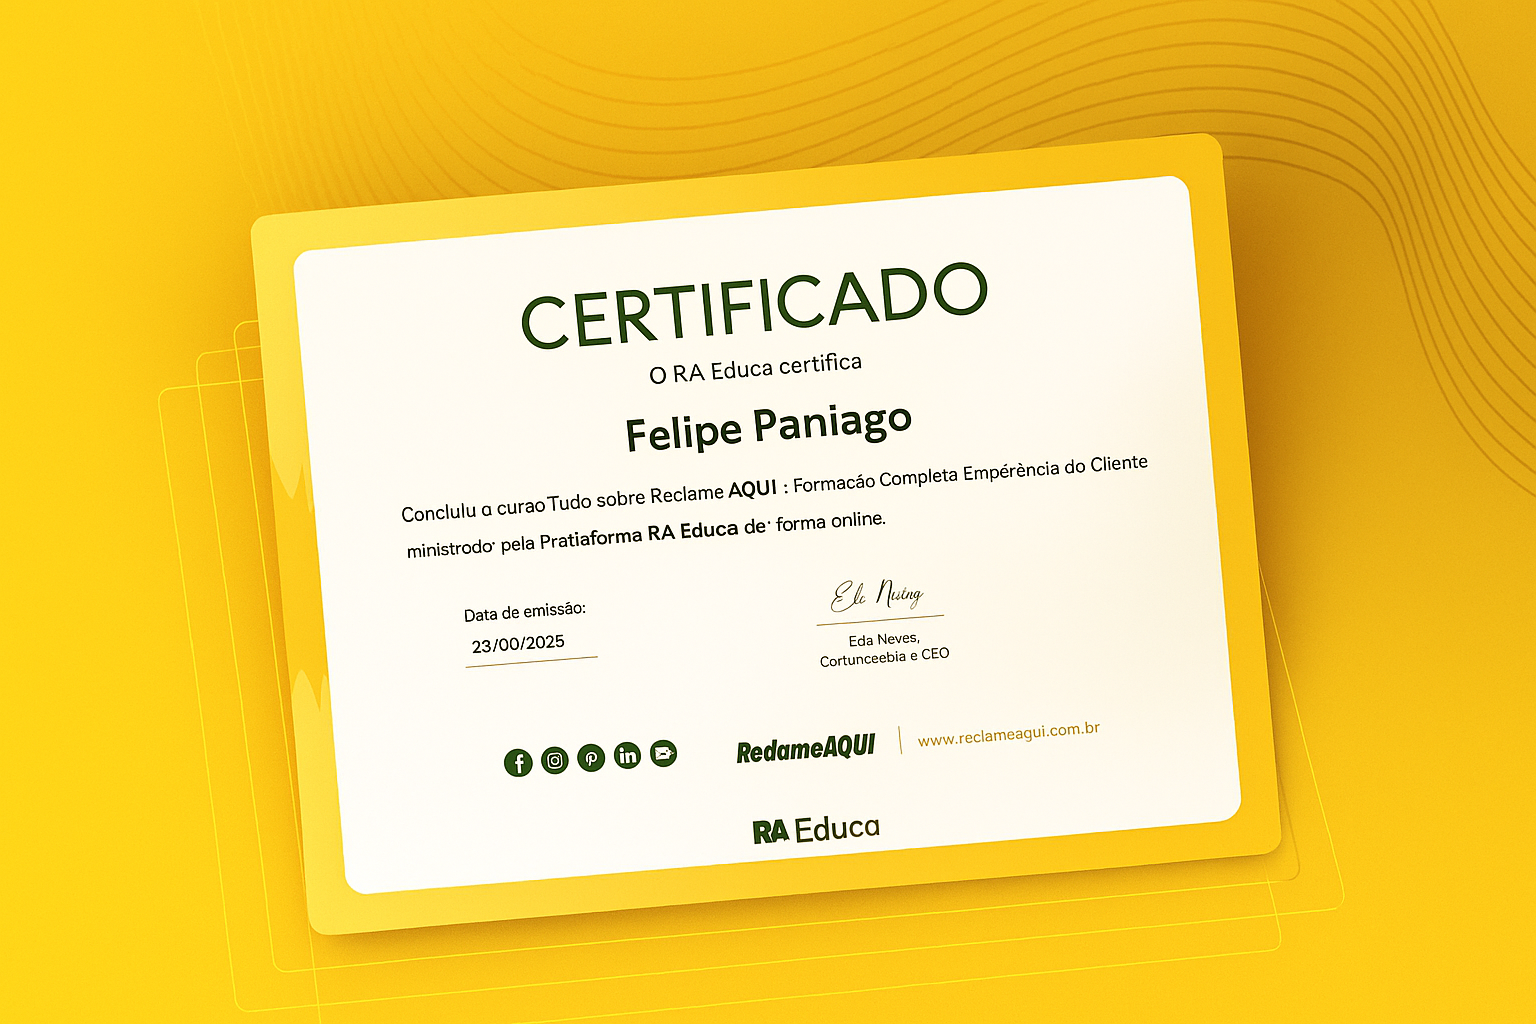 CERTIFICADO
O RA Educa certifica
Felipe Paniago
Conclulu a curao Tudo sobre Reclame AQUI : Formacáo Completa Empérència do Cliente
ministrodo· pela Pratiaforma RA Educa de· forma online.
Data de emissão:
23/00/2025
Eda Neves,
Cortunceebia e CEO
RedameAQUI
www.reclameagui.com.br
RA Educa